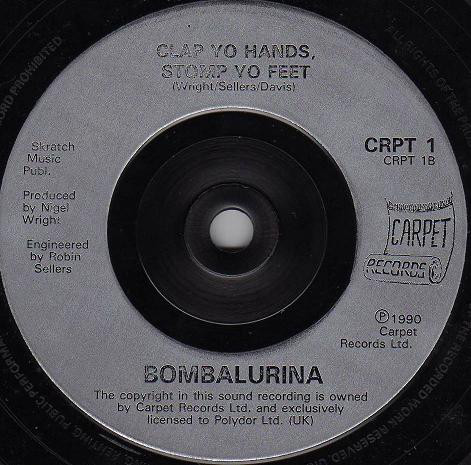 CLAP YO HANDS,
STOMP YO FEET
(Wright/Sellers/Davis)
Skratch
Music
Publ.
Produced
by Nigel
Wright
Engineered
by Robin
Sellers
CRPT 1
CRPT 1B
CARPET
RECORDS
Ⓟ 1990
Carpet
Records Ltd.
BOMBALURINA
The copyright in this sound recording is owned
by Carpet Records Ltd. and exclusively
licensed to Polydor Ltd. (UK)